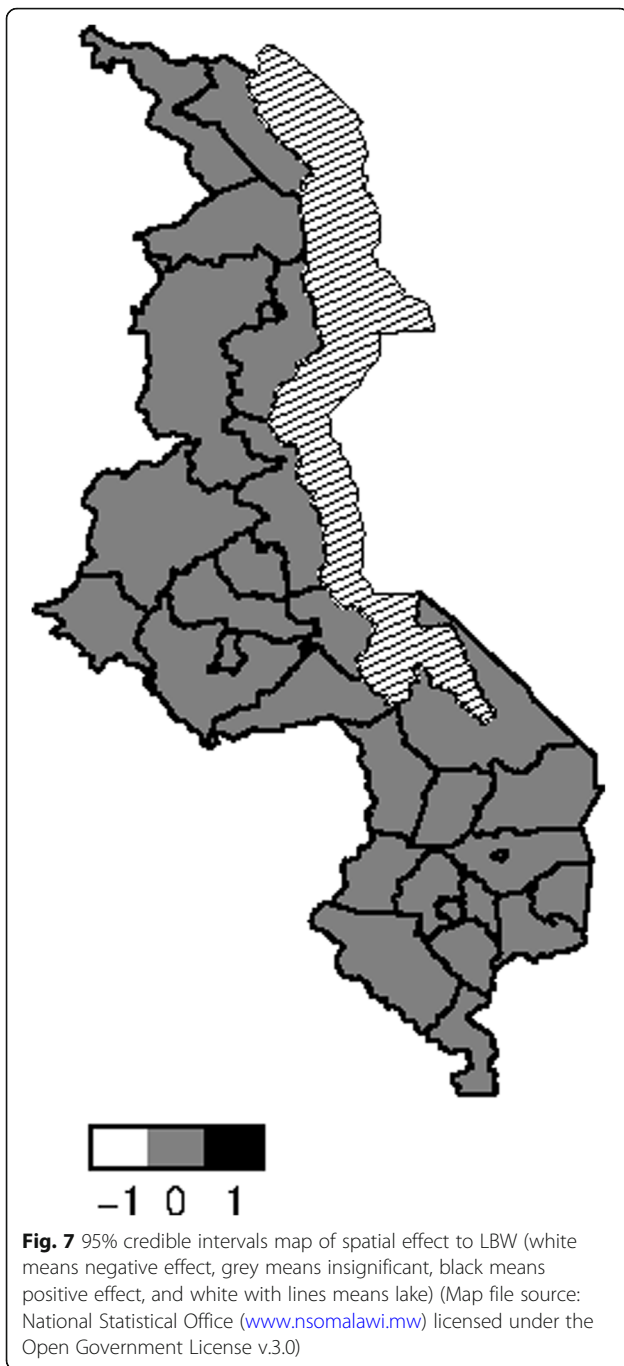 −1 0 1
Fig. 7 95% credible intervals map of spatial effect to LBW (white
means negative effect, grey means insignificant, black means
positive effect, and white with lines means lake) (Map file source:
National Statistical Office (www.nsomalawi.mw) licensed under the
Open Government License v.3.0)